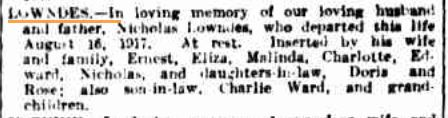 LOWNDES.—In loving memory of our loving husband
and father, Nicholas Lowndes, who departed this life
August 16, 1917. At rest. Inserted by his wife
and family, Ernest, Eliza, Malinda, Charlotte, Ed-
ward, Nicholas, and daughters-in-law, Doris and
Rose; also son-in-law, Charlie Ward, and grand-
children.